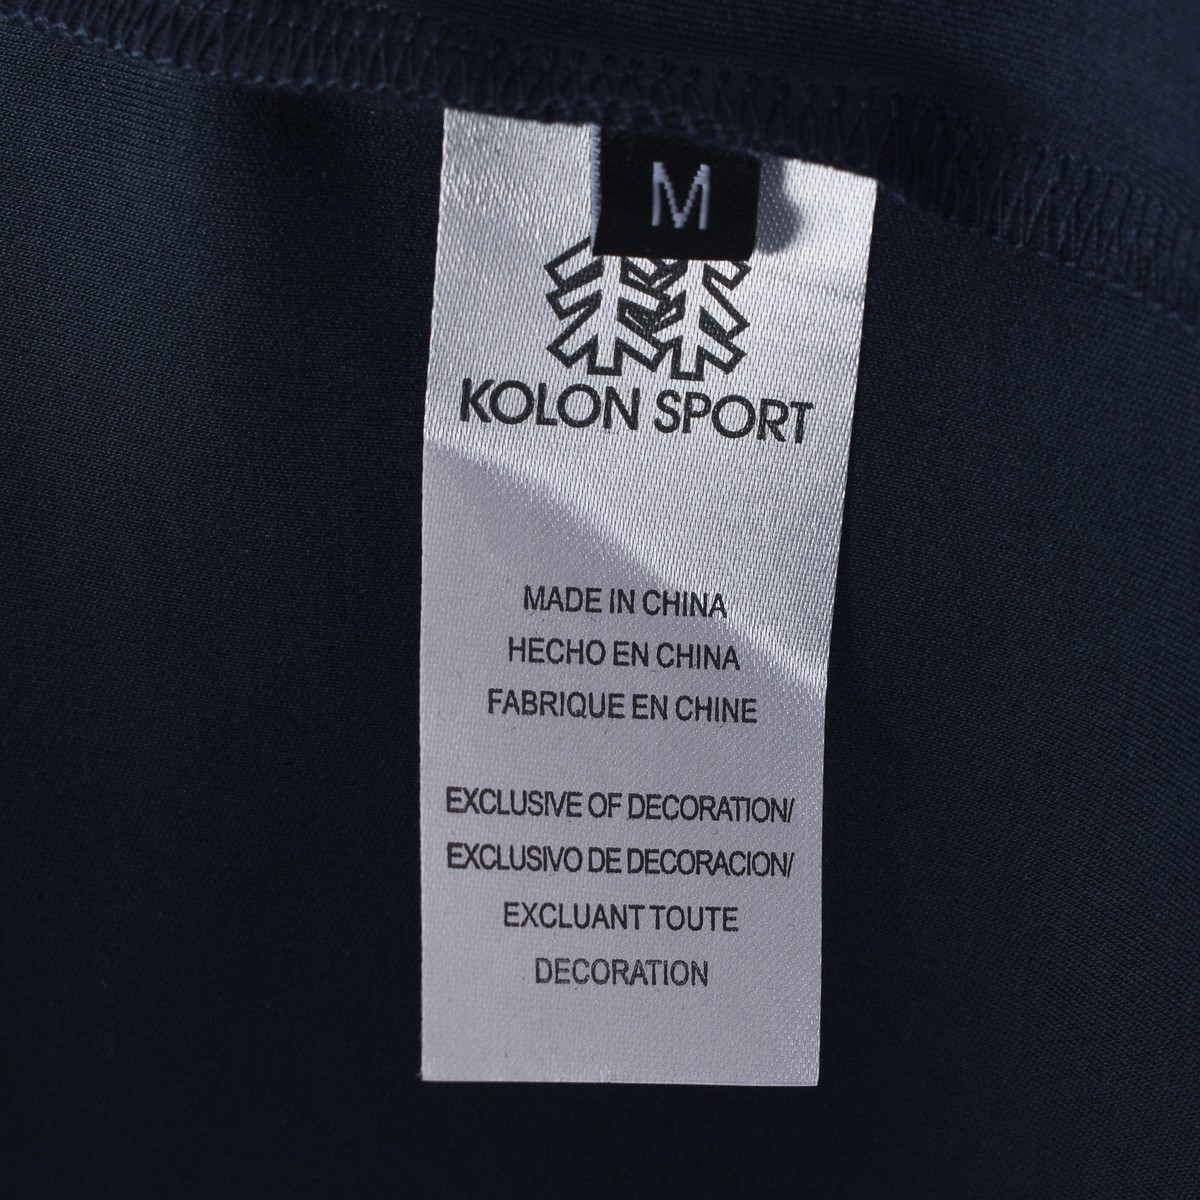 M
KOLON SPORT
MADE IN CHINA
HECHO EN CHINA
FABRIQUE EN CHINE
EXCLUSIVE OF DECORATION/
EXCLUSIVO DE DECORACION/
EXCLUANT TOUTE
DECORATION